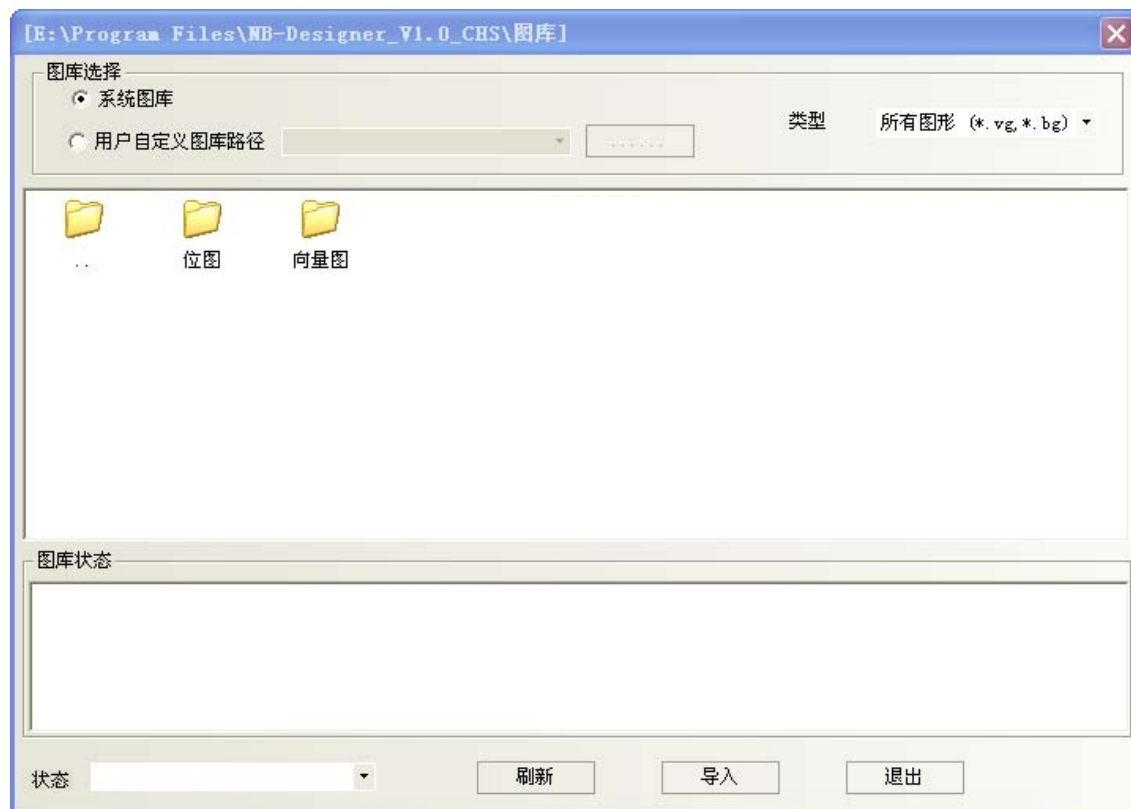 [E:\Program Files\NB-Designer_V1.0_CHS\图库]
图库选择
系统图库
用户自定义图库路径
......
类型
所有图形 (*.vg,*.bg)
..
位图
向量图
图库状态
状态
刷新
导入
退出